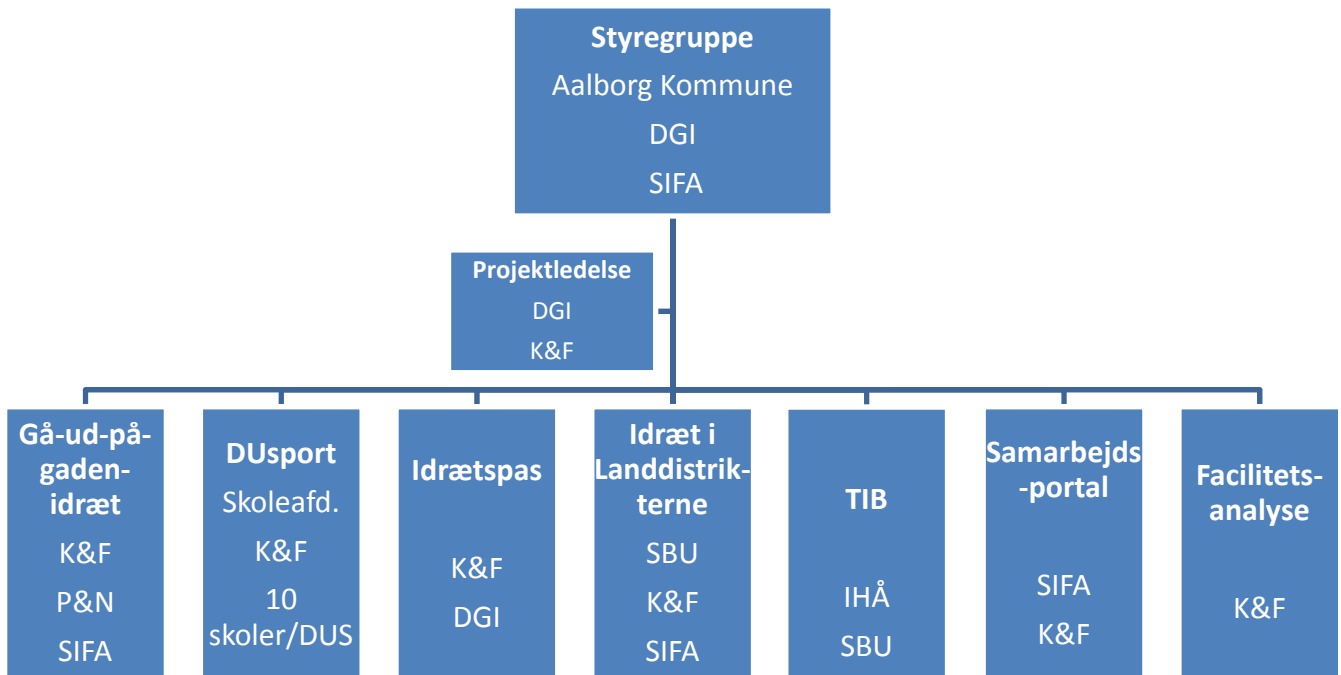 Styregruppe
Aalborg Kommune
DGI
SIFA
Projektledelse
DGI
K&F
Gå-ud-på-
gaden-
idræt
K&F
P&N
SIFA
DUsport
Skoleafd.
K&F
10
skoler/DUS
Idrætspas
K&F
DGI
Idræt i
Landdistrik-
terne
SBU
K&F
SIFA
TIB
IHÅ
SBU
Samarbejds
-portal
SIFA
K&F
Facilitets-
analyse
K&F